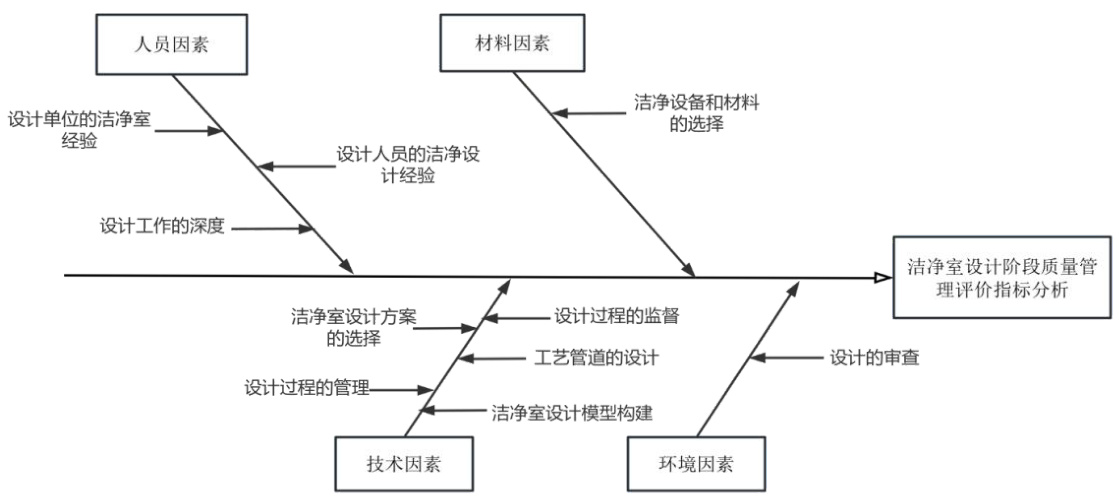 人员因素
材料因素
设计单位的洁净室
经验
洁净设备和材料
的选择
设计人员的洁净设
计经验
设计工作的深度
洁净室设计阶段质量管
理评价指标分析
洁净室设计方案
的选择
设计过程的监督
工艺管道的设计
设计的审查
设计过程的管理
洁净室设计模型构建
技术因素
环境因素